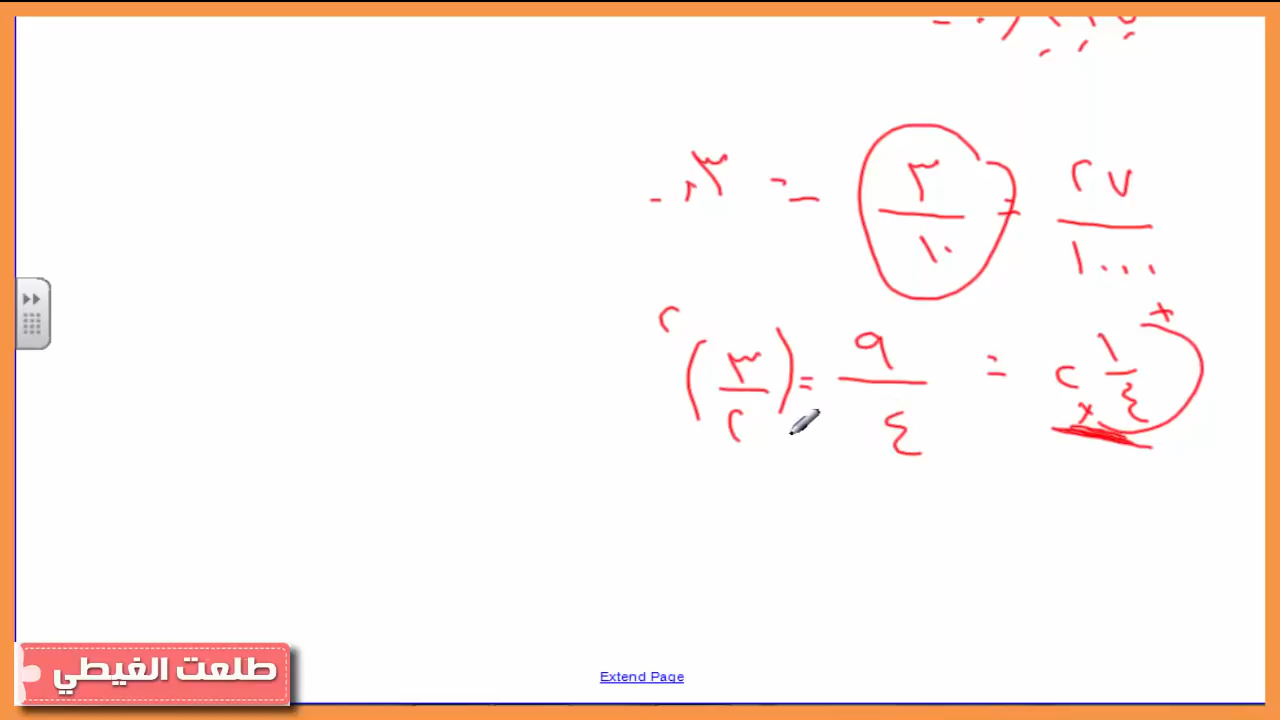 ٢٧/١٠٠٠ = ٣/١٠ = ٠,٣
٢ ١/٤ = ٩/٤ = (٣/٢)^٢
طلعت الغيطي
Extend Page